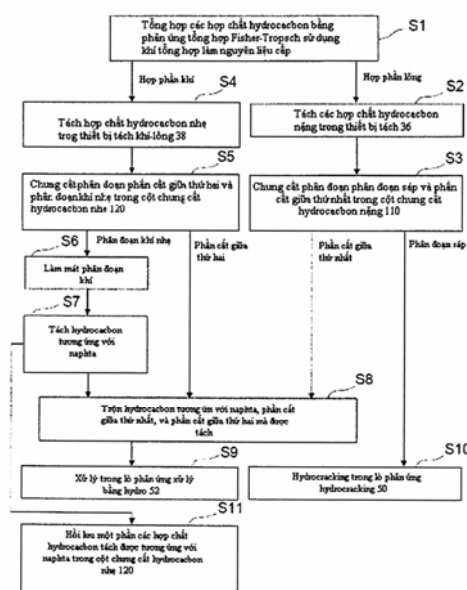 S1
Tổng hợp các hợp chất hydrocacbon bằng
phản ứng tổng hợp Fisher-Tropsch sử dụng
khí tổng hợp làm nguyên liệu cấp
Hợp phần khí
Hợp phần lỏng
S4
S2
Tách hợp chất hydrocacbon nhẹ
trog thiết bị tách khí-lỏng 38
Tách các hợp chất hydrocacbon
nặng trong thiết bị tách 36
S5
S3
Chưng cất phân đoạn phần cất giữa thứ hai và
phân đoạn khí nhẹ trong cột chưng cất
hydrocacbon nhẹ 120
Chưng cất phân đoạn phân đoạn sáp và phần
cất giữa thứ nhất trong cột chưng cất
hydrocacbon nặng 110
S6
Phân đoạn khí nhẹ
Phần cất giữa
thứ hai
Phần cất giữa
thứ nhất
Phân đoạn sáp
Làm mát phân đoạn
khí
S7
Tách hydrocacbon
tương ứng với
naphta
S8
Trộn hydrocacbon tương ứng với naphta, phần cất
giữa thứ nhất, và phần cất giữa thứ hai mà được
tách
S9
S10
Xử lý trong lò phản ứng xử lý
bằng hydro 52
Hydrocracking trong lò phản ứng
hydrocracking 50
S11
Hồi lưu một phần các hợp chất
hydrocacbon tách được tương ứng với
naphta trong cột chưng cất hydrocacbon
nhẹ 120